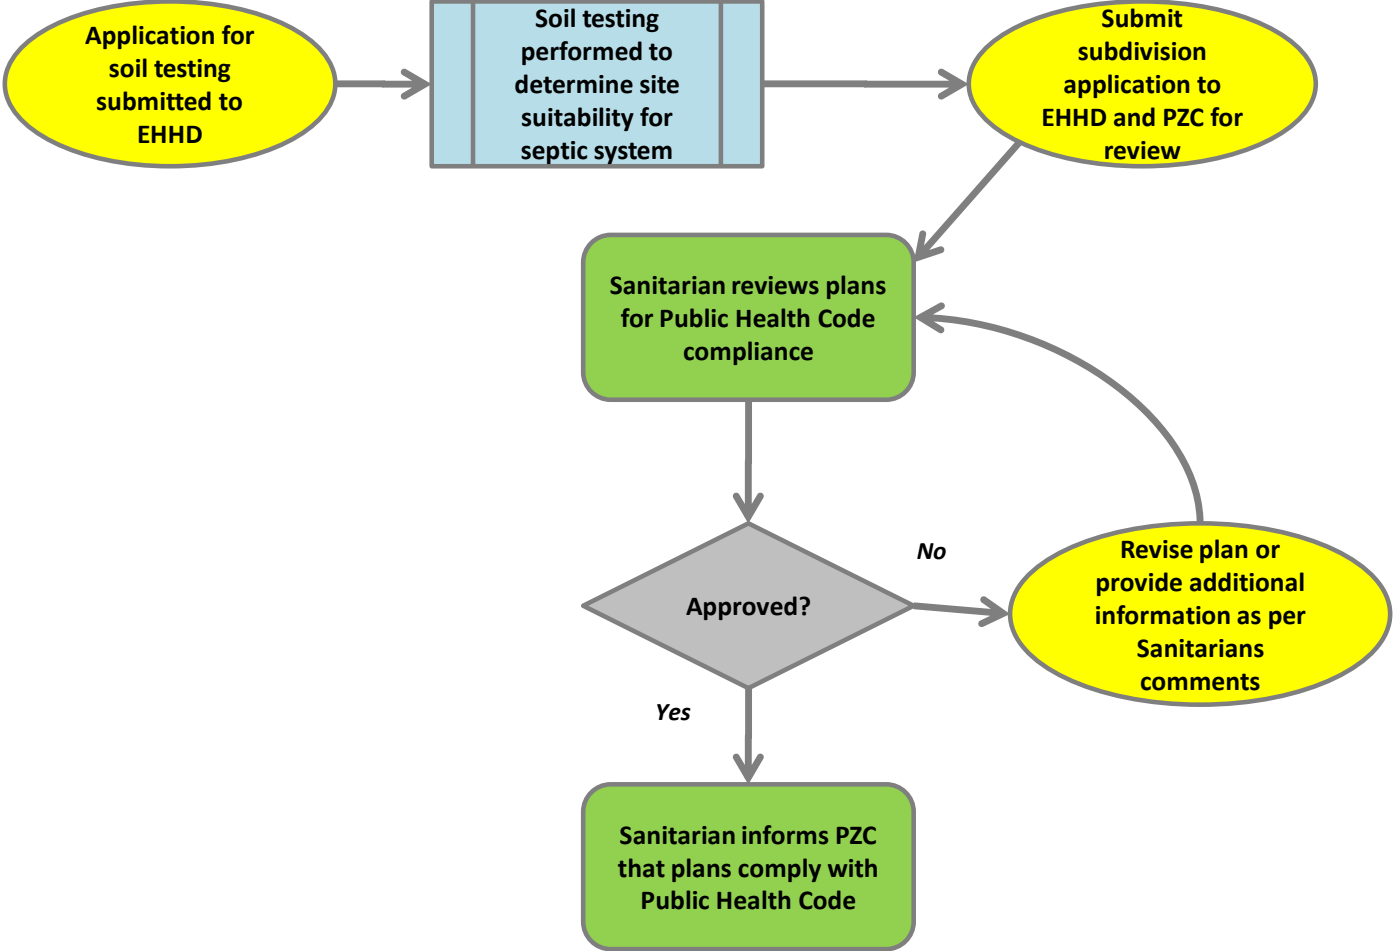 Application for
soil testing
submitted to
EHHD
Soil testing
performed to
determine site
suitability for
septic system
Submit
subdivision
application to
EHHD and PZC for
review
Sanitarian reviews plans
for Public Health Code
compliance
Approved?
No
Revise plan or
provide additional
information as per
Sanitarians
comments
Yes
Sanitarian informs PZC
that plans comply with
Public Health Code